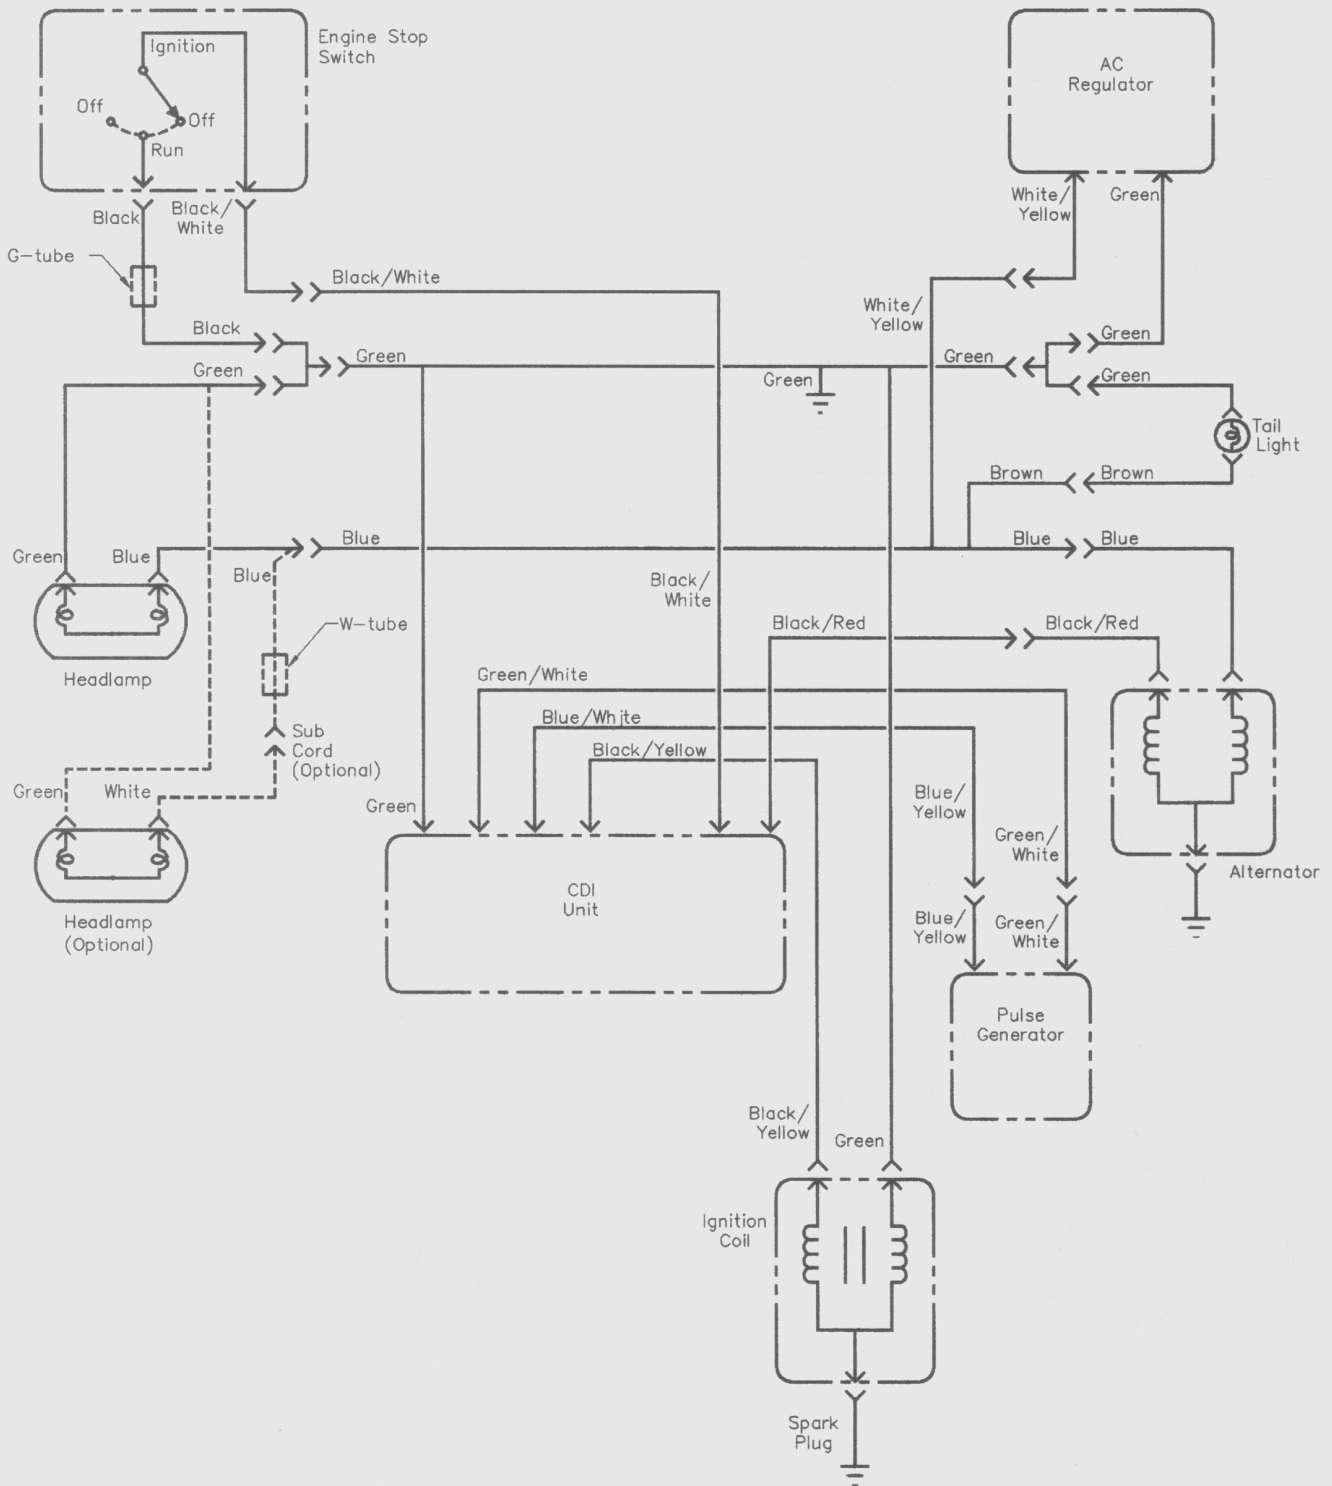 Engine Stop
Switch
Ignition
Off
Off
Run
AC
Regulator
Black
Black/
White
White/
Yellow
Green
G-tube
Black/White
White/
Yellow
Black
Green
Green
Green
Green
Green
Green
Tail
Light
Brown
Brown
Green
Blue
Blue
Blue
Blue
Blue
Black/
White
W-tube
Black/Red
Black/Red
Headlamp
Green/White
Blue/White
Black/Yellow
Sub
Cord
(Optional)
Green
White
Green
Blue/
Yellow
Green/
White
Alternator
CDI
Unit
Blue/
Yellow
Green/
White
Headlamp
(Optional)
Pulse
Generator
Black/
Yellow
Green
Ignition
Coil
Spark
Plug